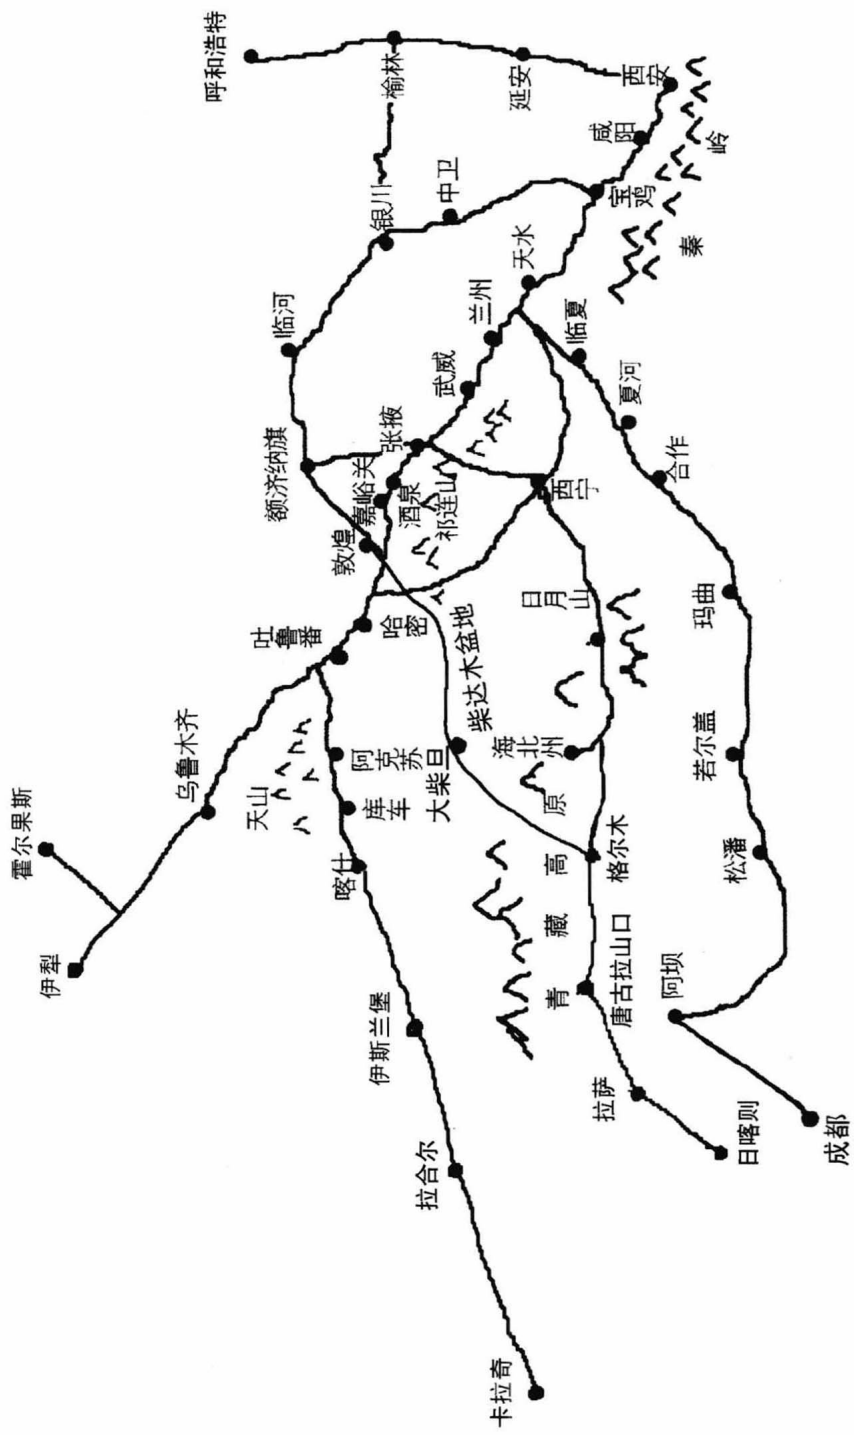 呼和浩特
榆林
延安
西安
咸阳
宝鸡
秦岭
银川
中卫
天水
临河
兰州
临夏
武威
夏河
合作
额济纳旗
张掖
嘉峪关
酒泉
祁连山
西宁
敦煌
哈密
吐鲁番
日月山
玛曲
柴达木盆地
乌鲁木齐
天山
阿克苏
大柴旦
海北州
若尔盖
霍尔果斯
库车
喀什
格尔木
松潘
伊犁
青藏高原
唐古拉山口
阿坝
伊斯兰堡
拉萨
日喀则
成都
拉合尔
卡拉奇